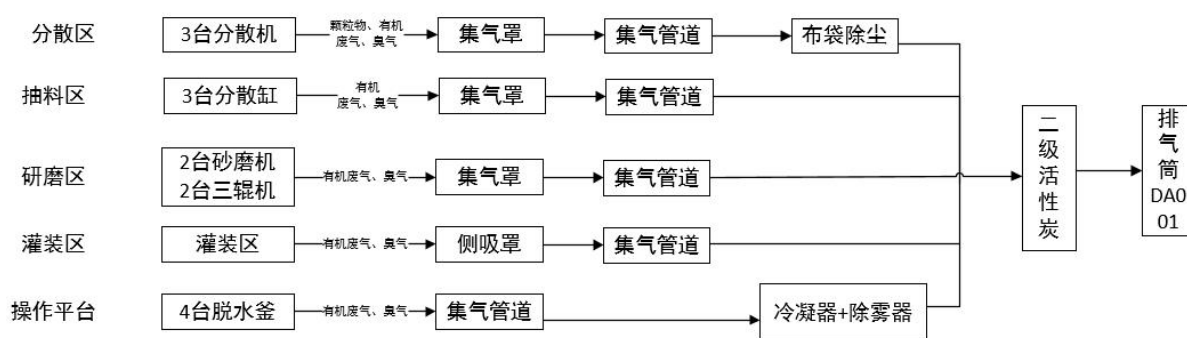 分散区
3台分散机
颗粒物、有机
废气、臭气
集气罩
集气管道
布袋除尘
抽料区
3台分散缸
有机
废气、臭气
集气罩
集气管道
研磨区
2台砂磨机
2台三辊机
有机废气、臭气
集气罩
集气管道
灌装区
灌装区
有机废气、臭气
侧吸罩
集气管道
操作平台
4台脱水釜
有机废气、臭气
集气管道
冷凝器+除雾器
二
级
活
性
炭
排
气
筒
DA0
01